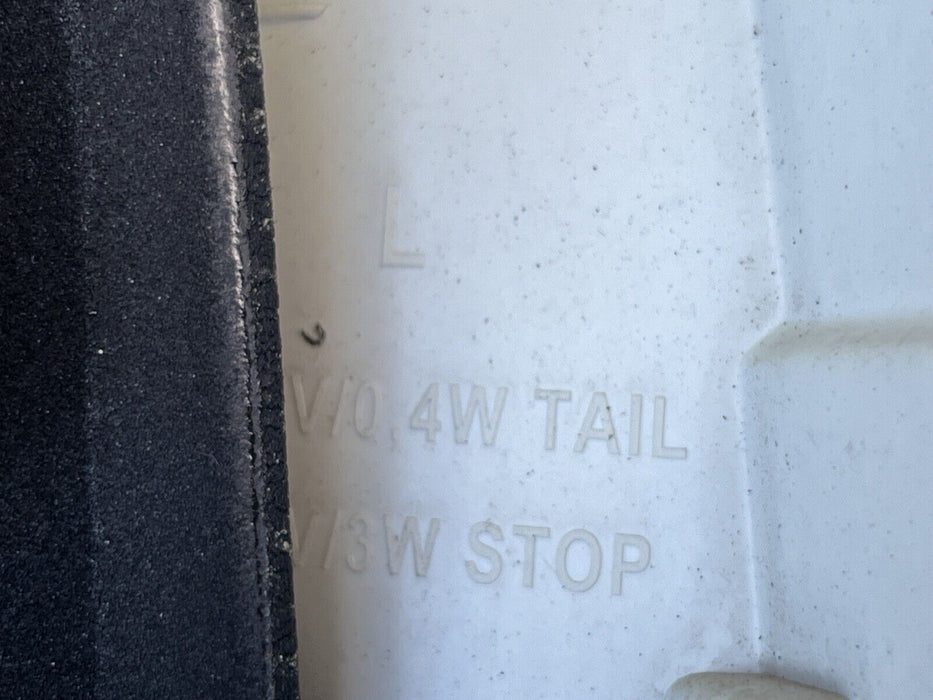 L
V/0.4W TAIL
V/3W STOP